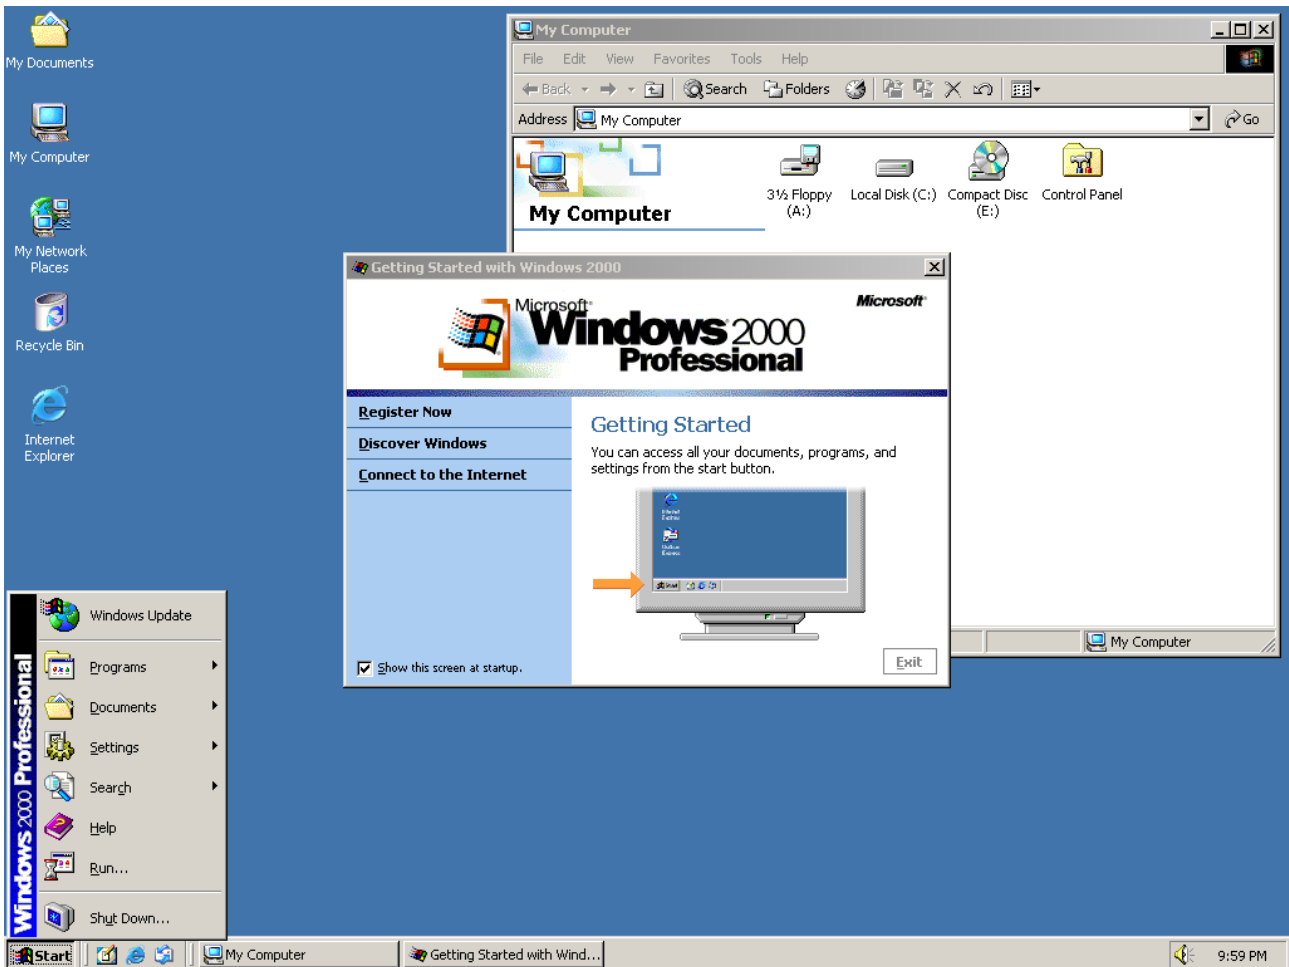 My Documents
My Computer
My Network
Places
Recycle Bin
Internet
Explorer
My Computer
File Edit View Favorites Tools Help
Back Search Folders
Address My Computer Go
My Computer
3½ Floppy
(A:)
Local Disk (C:)
Compact Disc
(E:)
Control Panel
My Computer
Getting Started with Windows 2000
Microsoft
Windows 2000
Professional
Microsoft
Register Now
Discover Windows
Connect to the Internet
Getting Started
You can access all your documents, programs, and
settings from the start button.
Start
Show this screen at startup.
Exit
Windows 2000 Professional
Windows Update
Programs
Documents
Settings
Search
Help
Run...
Shut Down...
Start My Computer Getting Started with Wind... 9:59 PM